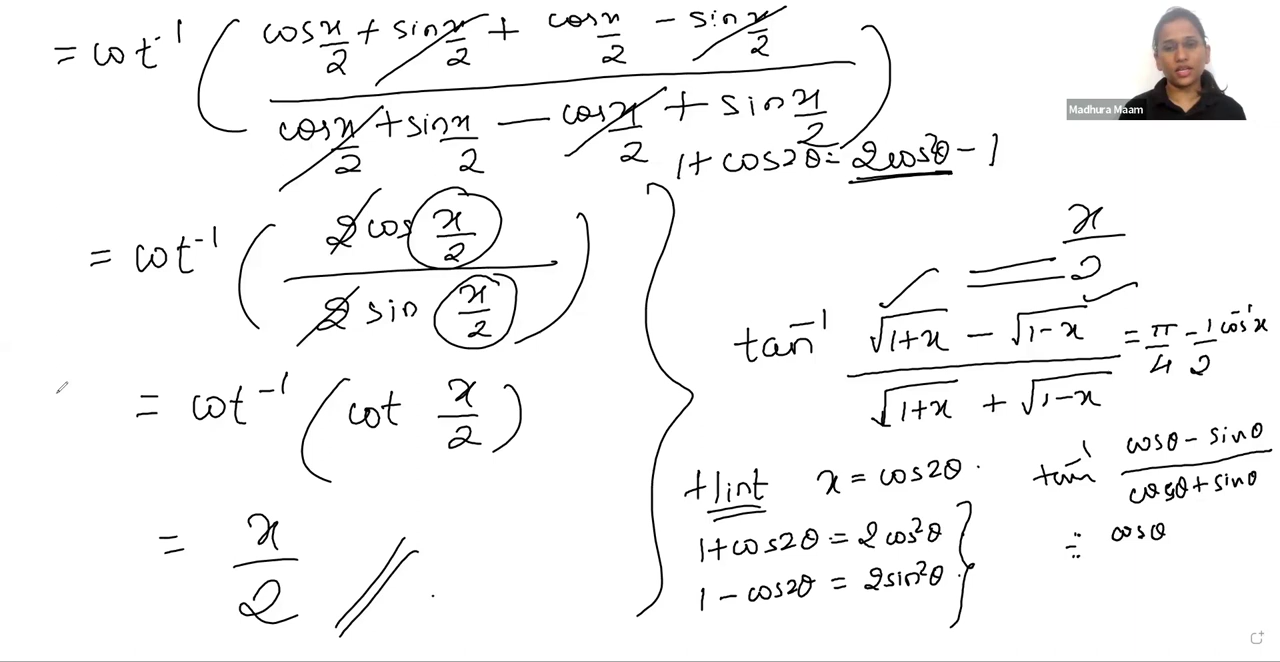 = cot⁻¹ ( (cos x/2 + sin x/2 + cos x/2 − sin x/2) / (cos x/2 + sin x/2 − cos x/2 + sin x/2) )
Madhura Maam
1 + cos2θ = 2cos²θ − 1
= cot⁻¹ ( 2 cos x/2 / 2 sin x/2 )
= cot⁻¹ ( cot x/2 )
= x/2
x/2
tan⁻¹ (√1+x − √1−x) / (√1+x + √1−x) = π/4 − 1/2 cos⁻¹x
Hint x = cos2θ.
1 + cos2θ = 2cos²θ
1 − cos2θ = 2sin²θ
tan⁻¹ (cosθ − sinθ) / (cosθ + sinθ)
÷ cosθ